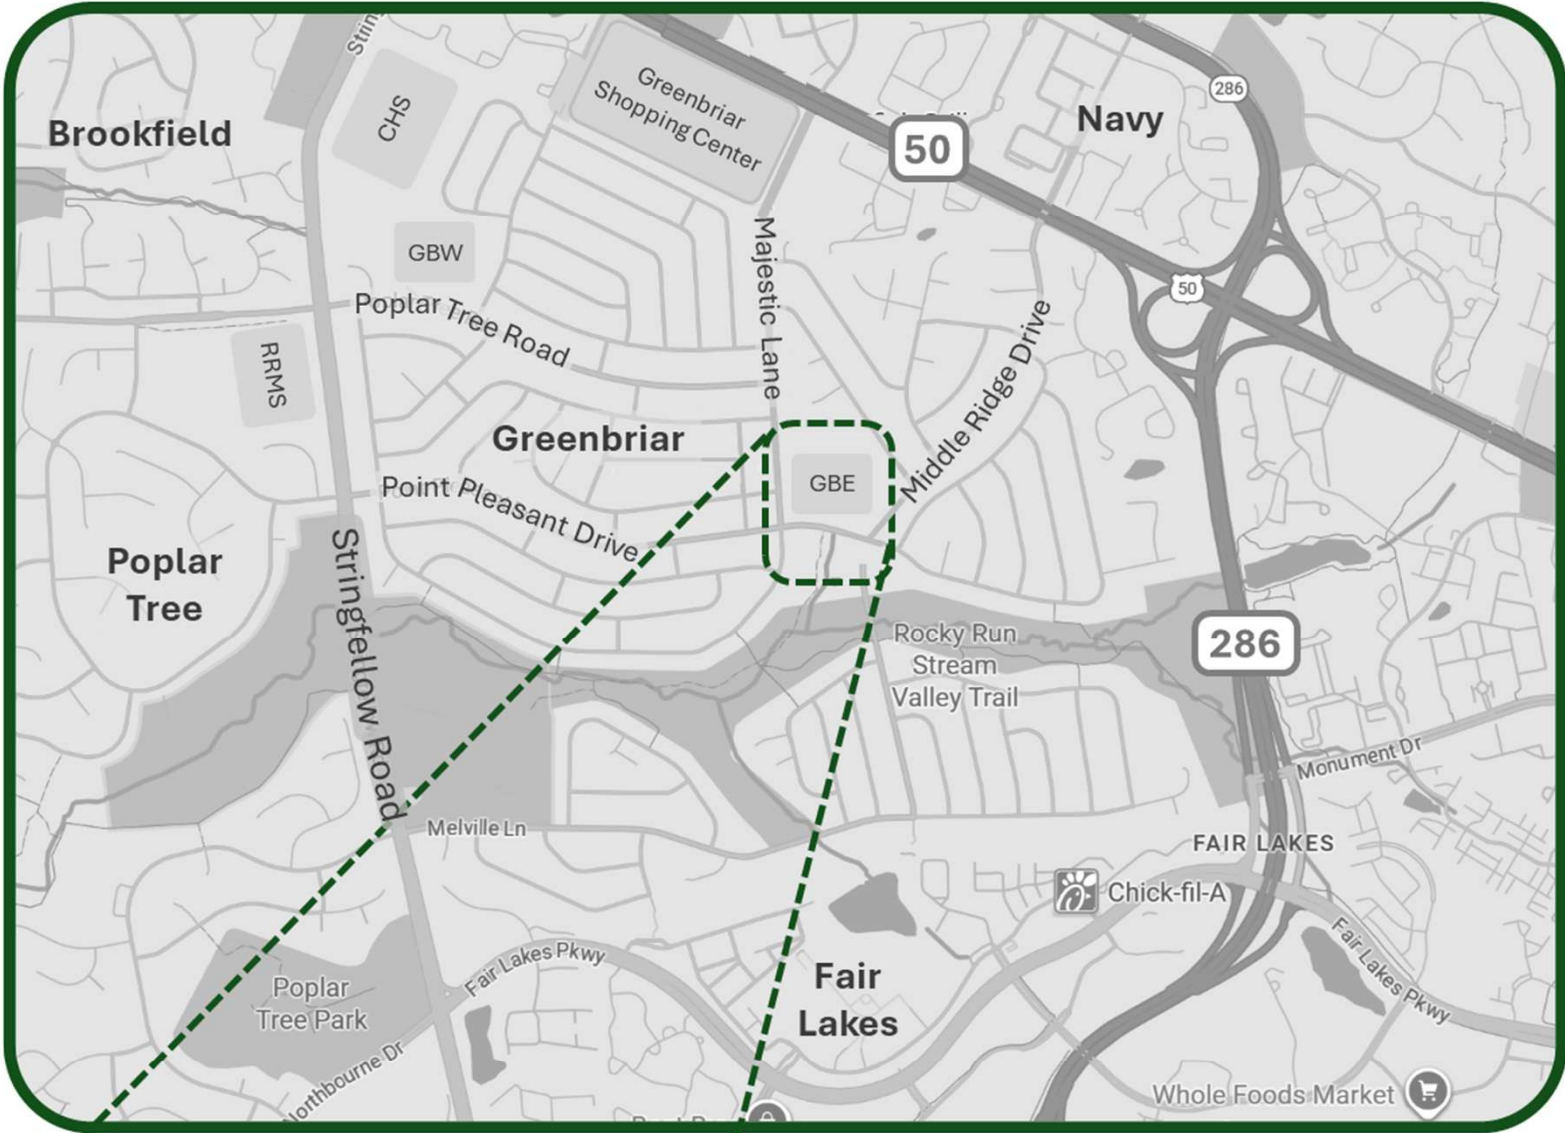 Strin
CHS
Greenbriar
Shopping Center
286
Brookfield
50
Navy
GBW
Majestic Lane
50
Poplar Tree Road
RRMS
Middle Ridge Drive
Greenbriar
GBE
Point Pleasant Drive
Poplar
Tree
Stringfellow Road
Rocky Run
Stream
Valley Trail
286
Monument Dr
Melville Ln
FAIR LAKES
Chick-fil-A
Fair Lakes Pkwy
Fair Lakes Pkwy
Fair
Lakes
Poplar
Tree Park
Northbourne Dr
Whole Foods Market